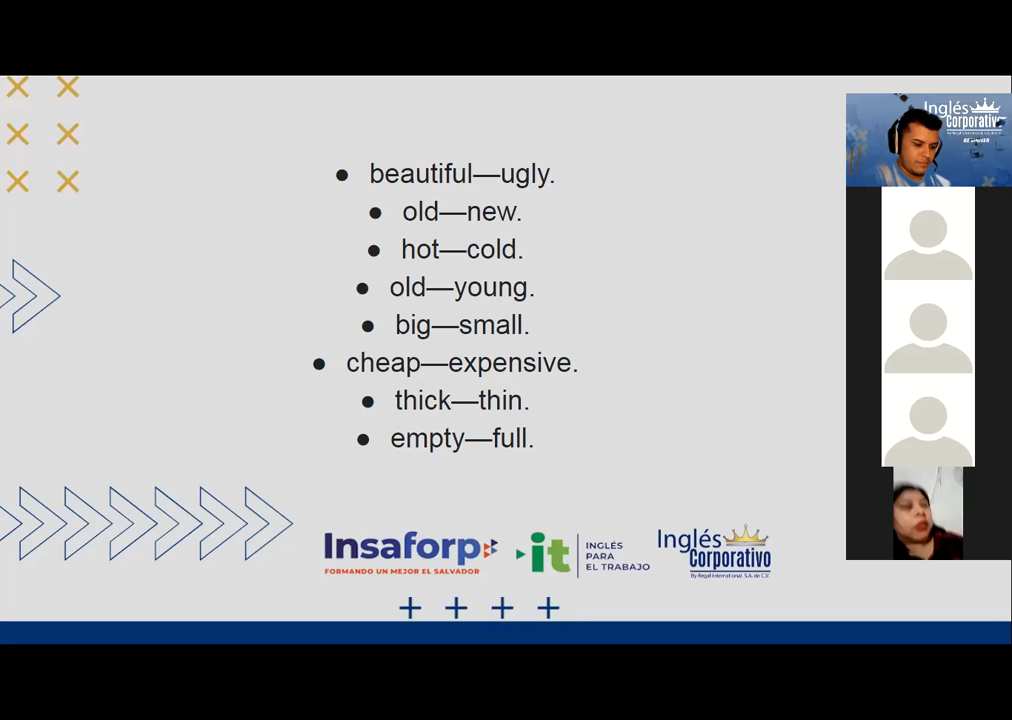 ● beautiful—ugly.
● old—new.
● hot—cold.
● old—young.
● big—small.
● cheap—expensive.
● thick—thin.
● empty—full.
Insaforp
FORMANDO UN MEJOR EL SALVADOR
it
INGLÉS
PARA
EL TRABAJO
Inglés
Corporativo
By Regal International, S.A. de C.V.
Inglés
Corporativo